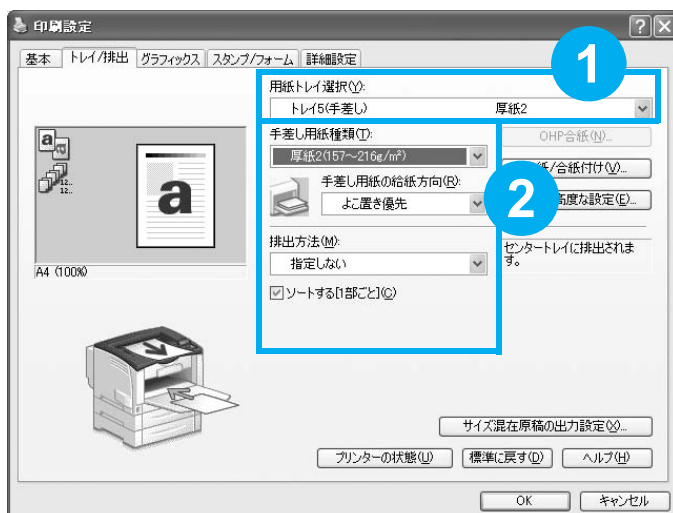 印刷設定
基本 トレイ/排出 グラフィックス スタンプ/フォーム 詳細設定
1
用紙トレイ選択(Y):
トレイ5(手差し) 厚紙2
手差し用紙種類(T):
OHP合紙(N)...
厚紙2(157～216g/m²)
紙/合紙付け(V)...
手差し用紙の給紙方向(R):
よこ置き優先
2
高度な設定(E)...
排出方法(M):
指定しない
センタートレイに排出されま
す。
ソートする[1部ごと](C)
a
a
12..
12..
a
A4 (100%)
サイズ混在原稿の出力設定(X)...
プリンターの状態(U) 標準に戻す(D) ヘルプ(H)
OK キャンセル